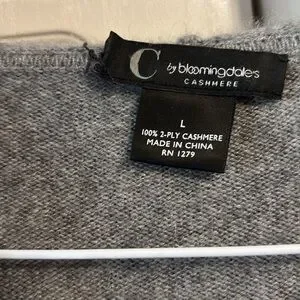 C by bloomingdale's
CASHMERE
L
100% 2-PLY CASHMERE
MADE IN CHINA
RN 1279